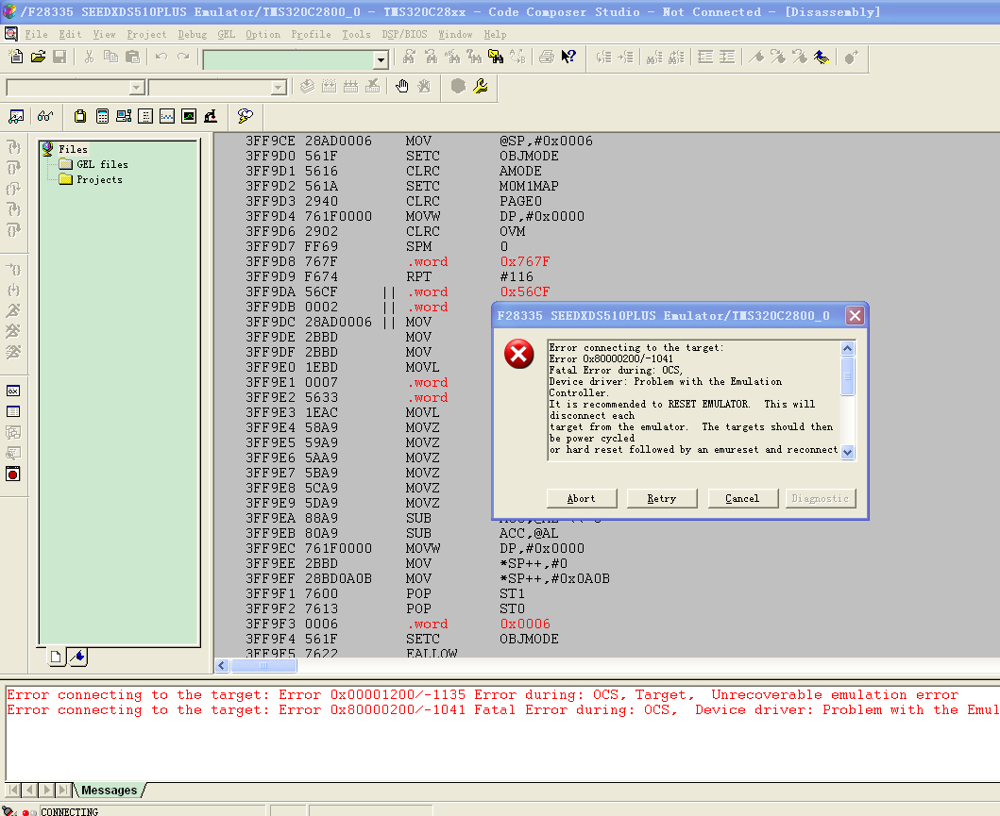 /F28335 SEEDXDS510PLUS Emulator/TMS320C2800_0 - TMS320C28xx - Code Composer Studio - Not Connected - [Disassembly]
File Edit View Project Debug GEL Option Profile Tools DSP/BIOS Window Help
Files
GEL files
Projects
3FF9CE 28AD0006 MOV @SP,#0x0006
3FF9D0 561F SETC OBJMODE
3FF9D1 5616 CLRC AMODE
3FF9D2 561A SETC M0M1MAP
3FF9D3 2940 CLRC PAGE0
3FF9D4 761F0000 MOVW DP,#0x0000
3FF9D6 2902 CLRC OVM
3FF9D7 FF69 SPM 0
3FF9D8 767F .word 0x767F
3FF9D9 F674 RPT #116
3FF9DA 56CF || .word 0x56CF
3FF9DB 0002 || .word
3FF9DC 28AD0006 || MOV
3FF9DE 2BBD MOV
3FF9DF 2BBD MOV
3FF9E0 1EBD MOVL
3FF9E1 0007 .word
3FF9E2 5633 .word
3FF9E3 1EAC MOVL
3FF9E4 58A9 MOVZ
3FF9E5 59A9 MOVZ
3FF9E6 5AA9 MOVZ
3FF9E7 5BA9 MOVZ
3FF9E8 5CA9 MOVZ
3FF9E9 5DA9 MOVZ
3FF9EA 88A9 SUB
3FF9EB 80A9 SUB ACC,@AL
3FF9EC 761F0000 MOVW DP,#0x0000
3FF9EE 2BBD MOV *SP++,#0
3FF9EF 28BD0A0B MOV *SP++,#0x0A0B
3FF9F1 7600 POP ST1
3FF9F2 7613 POP ST0
3FF9F3 0006 .word 0x0006
3FF9F4 561F SETC OBJMODE
3FF9F5 7622 EALLOW
F28335 SEEDXDS510PLUS Emulator/TMS320C2800_0
Error connecting to the target:
Error 0x80000200/-1041
Fatal Error during: OCS,
Device driver: Problem with the Emulation
Controller.
It is recommended to RESET EMULATOR. This will
disconnect each
target from the emulator. The targets should then
be power cycled
or hard reset followed by an emureset and reconnect
Abort Retry Cancel Diagnostic
Error connecting to the target: Error 0x00001200/-1135 Error during: OCS, Target, Unrecoverable emulation error
Error connecting to the target: Error 0x80000200/-1041 Fatal Error during: OCS, Device driver: Problem with the Emul
Messages
CONNECTING